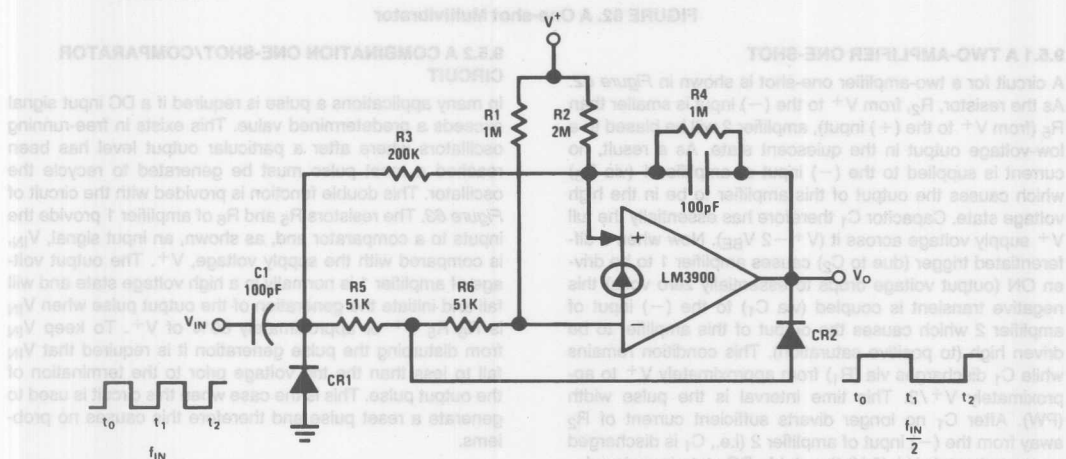 FIGURE 62. A One-shot Multivibrator
9.5.1 A TWO-AMPLIFIER ONE-SHOT
A circuit for a two-amplifier one-shot is shown in Figure 62.
As the resistor, R2, from V+ to the (−) input is smaller than
R5 (from V+ to the (+) input), amplifier 2
low-voltage output in the quiescent state. As a result, no
current is supplied to the (−) input
which causes the output of this amplifier to be in the high
voltage state. Capacitor C1 therefore has essentially the full
V+ supply voltage across it (V+−2 VBE). Now when a dif-
ferentiated trigger (due to C2) causes amplifier 1 to be driv-
en ON (output voltage drops to essentially zero volts) this
negative transient is coupled (via C1) to the (−) input of
amplifier 2 which causes the output of this amplifier to be
driven high (to positive saturation). This condition remains
while C1 discharges via (R1) from approximately V+ to ap-
proximately V+/2. This time interval is the pulse width
(PW). After C1 no longer diverts sufficient current of R2
away from the (−) input of amplifier 2 (i.e., C1 is discharged
9.5.2 A COMBINATION ONE-SHOT/COMPARATOR
CIRCUIT
In many applications a pulse is required if a DC input signal
exceeds a predetermined value. This exists in free-running
oscillators where after a particular output level has been
reached a reset pulse must be generated to recycle the
oscillator. This double function is provided with the circuit of
Figure 63. The resistors R5 and R6 of amplifier 1 provide the
inputs to a comparator and, as shown, an input signal, VIN,
is compared with the supply voltage, V+. The output volt-
age of amplifier 1 is normally in a high voltage state and will
fall and initiate the generation of the output pulse when VIN
is approximately of V+. To keep VIN
from disturbing the pulse generation it is required that VIN
fall to less than the trip voltage prior to the termination of
the output pulse. This is the case when this circuit is used to
generate a reset pulse and therefore this causes no prob-
lems.
V+
R1
1M
R2
2M
R4
1M
R3
200K
100pF
+
LM3900
−
VO
C1
100pF
VIN
R5
51K
R6
51K
CR1
CR2
t0 t1 t2
fIN
t0 t1 t2
fIN
2